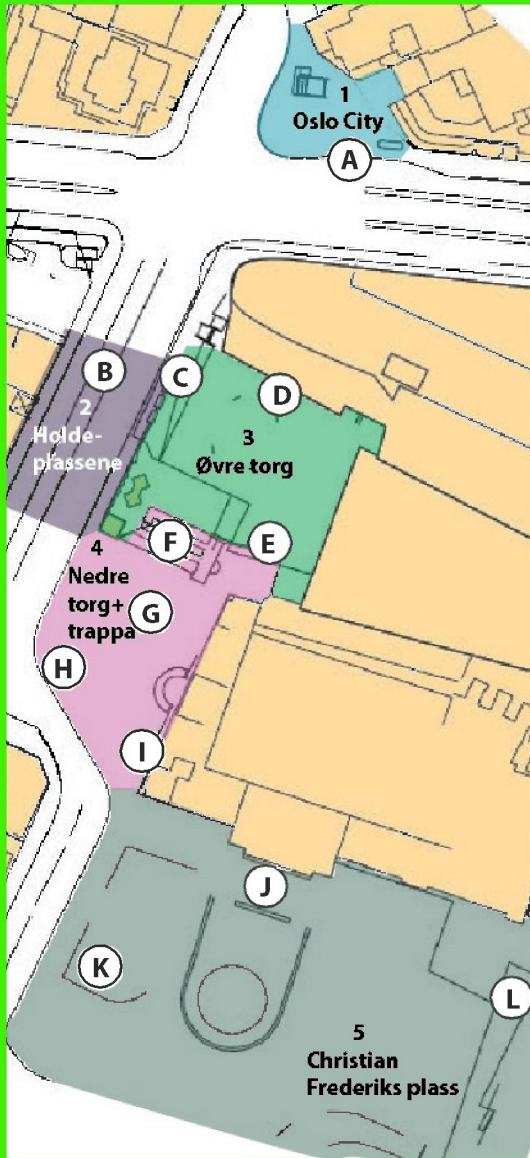 1
Oslo City
A
B
C
D
2
Holde-
plassene
3
Øvre torg
F
E
4
Nedre
torg+
trappa
G
H
I
J
K
L
5
Christian
Frederiks plass